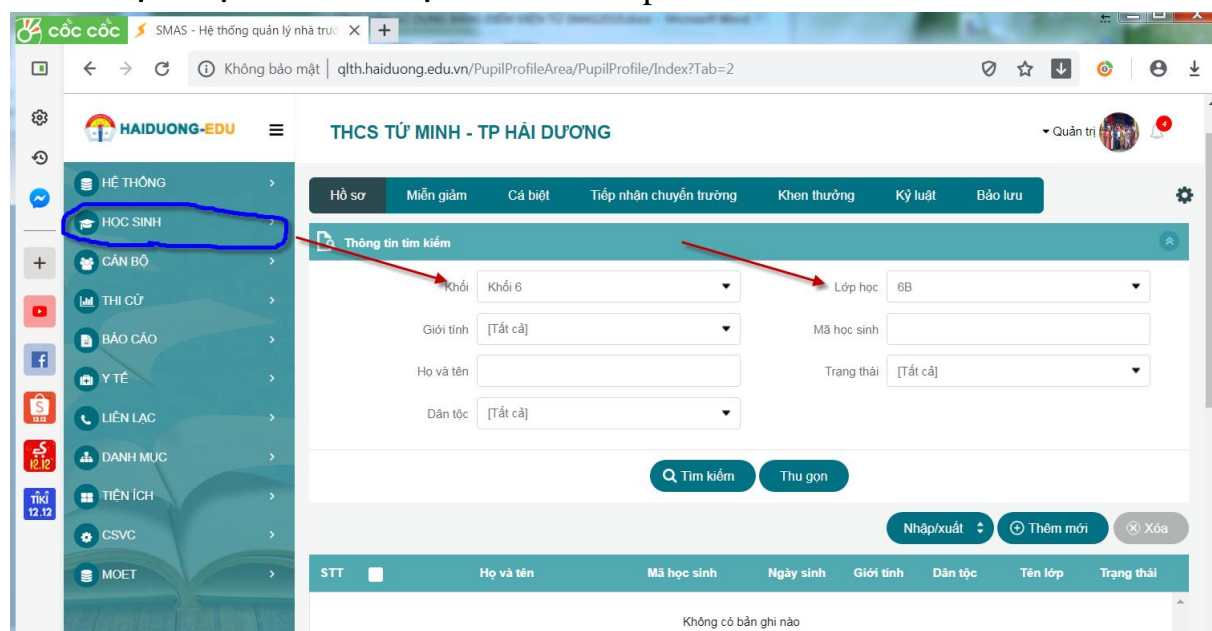 cốc cốc SMAS - Hệ thống quản lý nhà trườ
Không bảo mật qlth.haiduong.edu.vn/PupilProfileArea/PupilProfile/Index?Tab=2
HAIDUONG-EDU
THCS TỨ MINH - TP HẢI DƯƠNG
Quản trị
4
HỆ THỐNG
HỌC SINH
CÁN BỘ
THI CỬ
BÁO CÁO
Y TẾ
LIÊN LẠC
DANH MỤC
TIỆN ÍCH
CSVC
MOET
Hồ sơ Miễn giảm Cá biệt Tiếp nhận chuyển trường Khen thưởng Kỷ luật Bảo lưu
Thông tin tìm kiếm
Khối Khối 6 Lớp học 6B
Giới tính [Tất cả] Mã học sinh
Họ và tên Trạng thái [Tất cả]
Dân tộc [Tất cả]
Tìm kiếm Thu gọn
Nhập/xuất Thêm mới Xóa
STT Họ và tên Mã học sinh Ngày sinh Giới tính Dân tộc Tên lớp Trạng thái
Không có bản ghi nào
12.12
TIKI
12.12